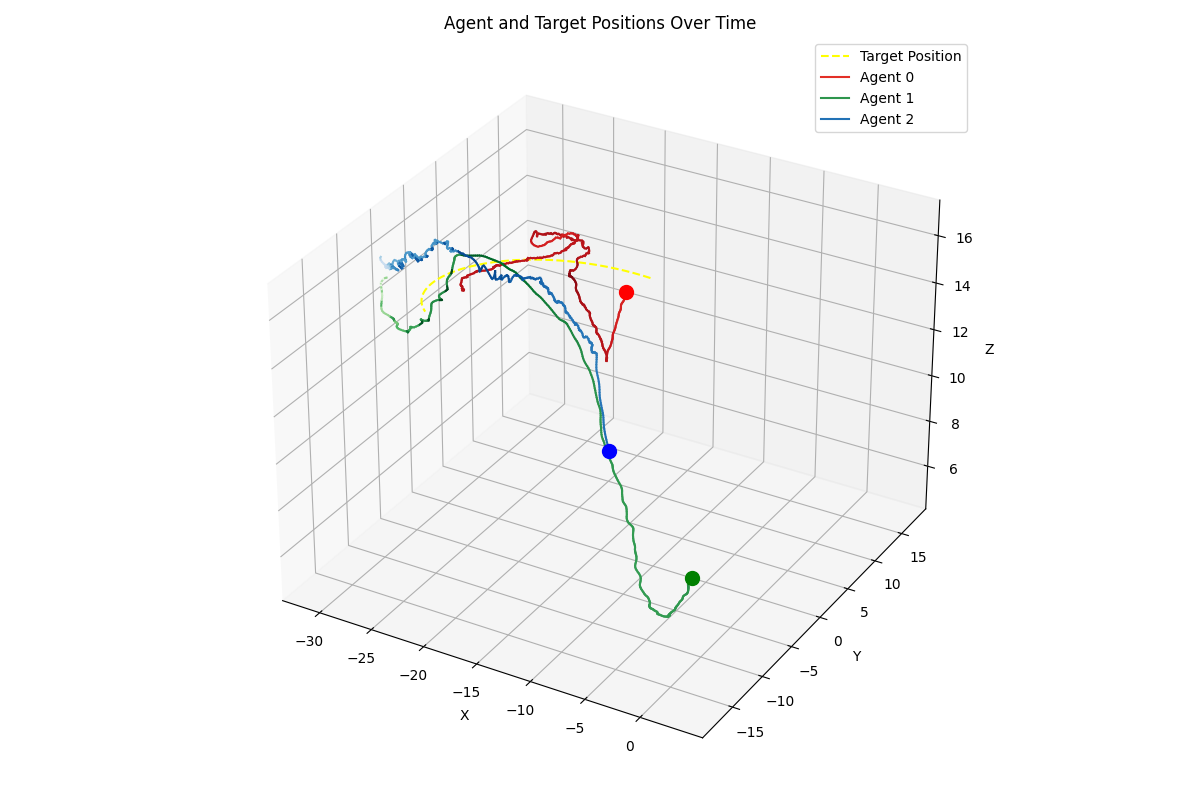 Agent and Target Positions Over Time
Target Position
Agent 0
Agent 1
Agent 2
16
14
12
10
8
6
Z
15
10
5
0
−5
−10
−15
Y
−30
−25
−20
−15
−10
−5
0
X